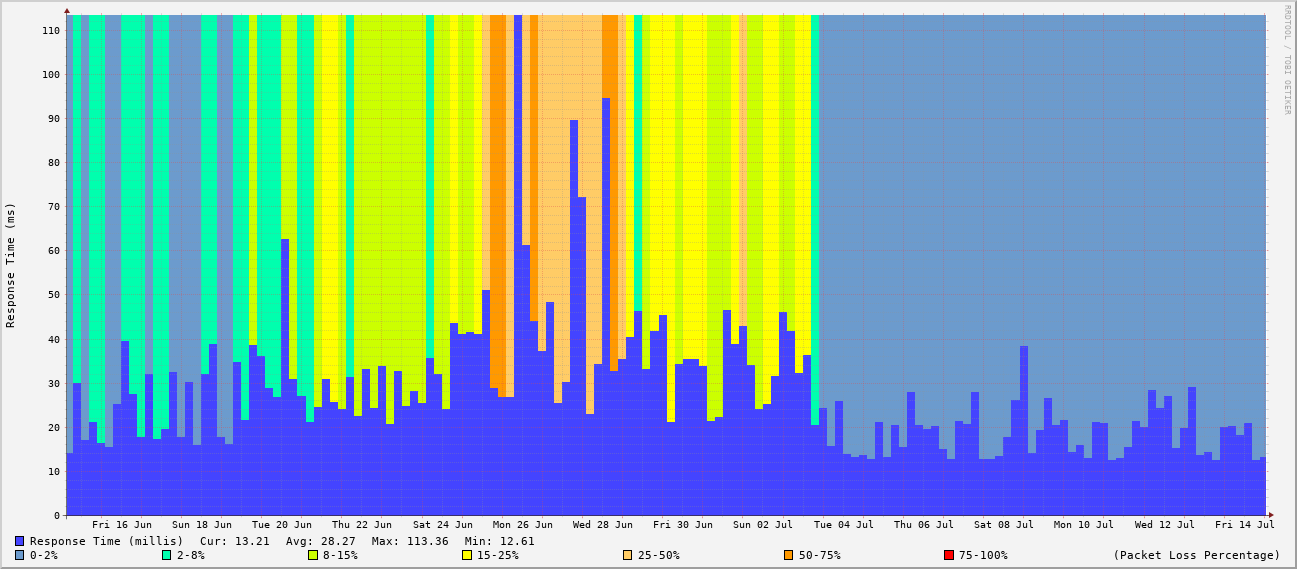 RRDTOOL / TOBI OETIKER
Response Time (ms)
110
100
90
80
70
60
50
40
30
20
10
0
Fri 16 Jun Sun 18 Jun Tue 20 Jun Thu 22 Jun Sat 24 Jun Mon 26 Jun Wed 28 Jun Fri 30 Jun Sun 02 Jul Tue 04 Jul Thu 06 Jul Sat 08 Jul Mon 10 Jul Wed 12 Jul Fri 14 Jul
Response Time (millis) Cur: 13.21 Avg: 28.27 Max: 113.36 Min: 12.61
0-2% 2-8% 8-15% 15-25% 25-50% 50-75% 75-100% (Packet Loss Percentage)